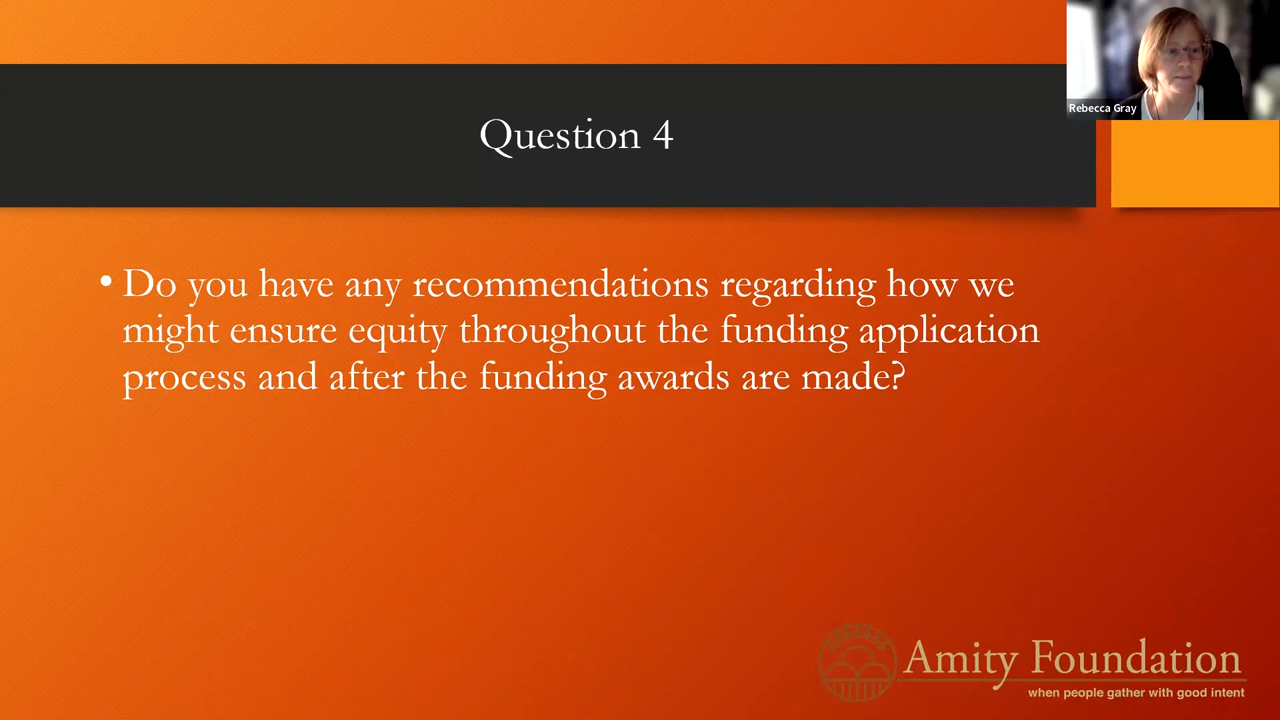 Rebecca Gray
Question 4
• Do you have any recommendations regarding how we
might ensure equity throughout the funding application
process and after the funding awards are made?
Amity Foundation
when people gather with good intent